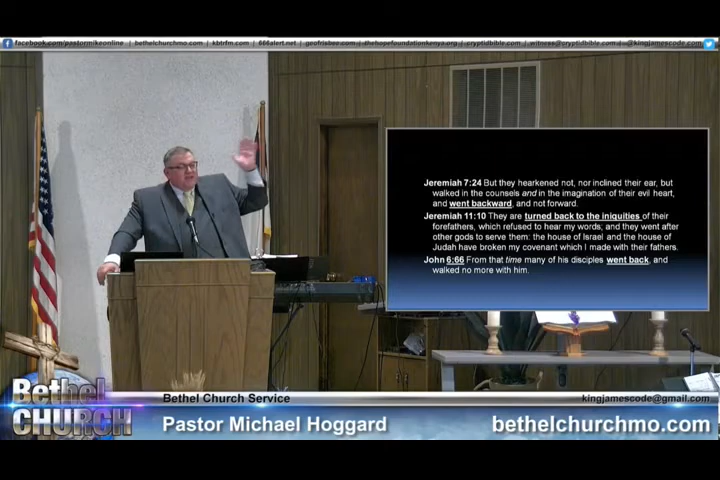 facebook.com/pastormikeonline | bethelchurchmo.com | kbtrfm.com | 666alert.net | geofrisbee.com | thehopefoundationkenya.org | cryptidbible.com | witness@cryptidbible.com | @kingjamescode.com
Jeremiah 7:24 But they hearkened not, nor inclined their ear, but
walked in the counsels and in the imagination of their evil heart,
and went backward, and not forward.
Jeremiah 11:10 They are turned back to the iniquities of their
forefathers, which refused to hear my words; and they went after
other gods to serve them: the house of Israel and the house of
Judah have broken my covenant which I made with their fathers.
John 6:66 From that time many of his disciples went back, and
walked no more with him.
Bethel
CHURCH
Bethel Church Service
kingjamescode@gmail.com
Pastor Michael Hoggard
bethelchurchmo.com